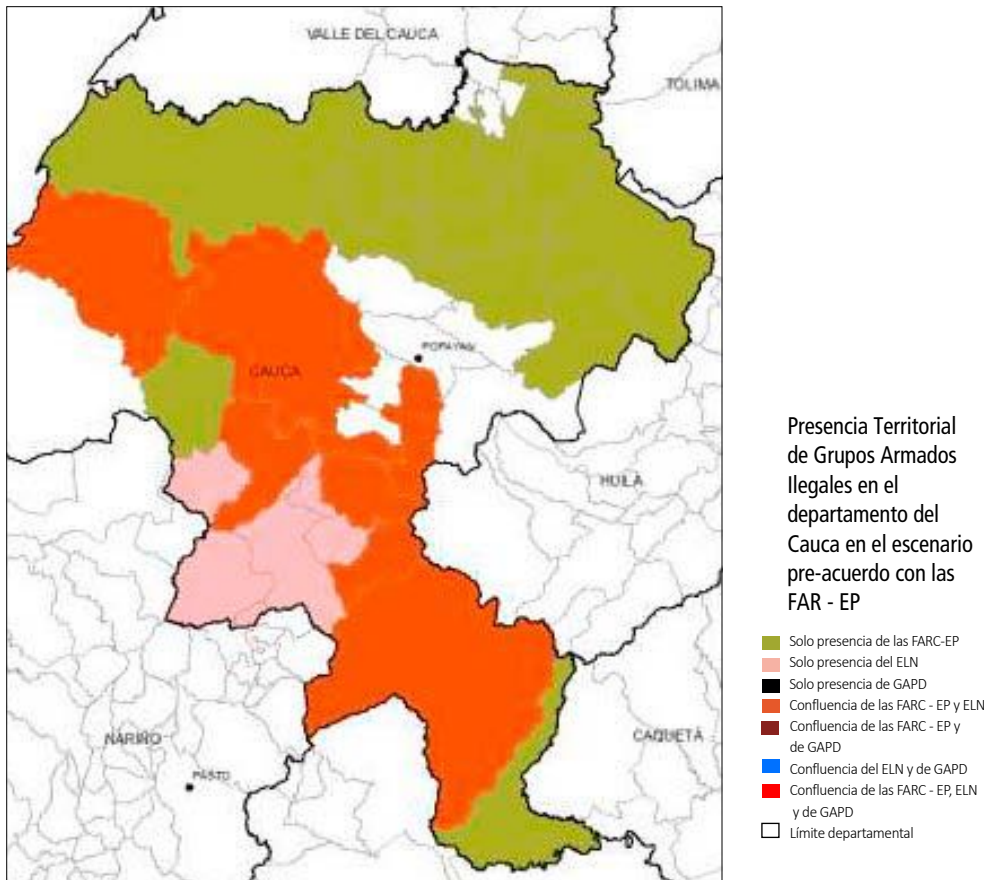 VALLE DEL CAUCA
TOLIMA
POPAYAN
CAUCA
HUILA
NARIÑO
PASTO
CAQUETÁ
Presencia Territorial
de Grupos Armados
Ilegales en el
departamento del
Cauca en el escenario
pre-acuerdo con las
FAR - EP
Solo presencia de las FARC-EP
Solo presencia del ELN
Solo presencia de GAPD
Confluencia de las FARC - EP y ELN
Confluencia de las FARC - EP y
de GAPD
Confluencia del ELN y de GAPD
Confluencia de las FARC - EP, ELN
y de GAPD
Límite departamental